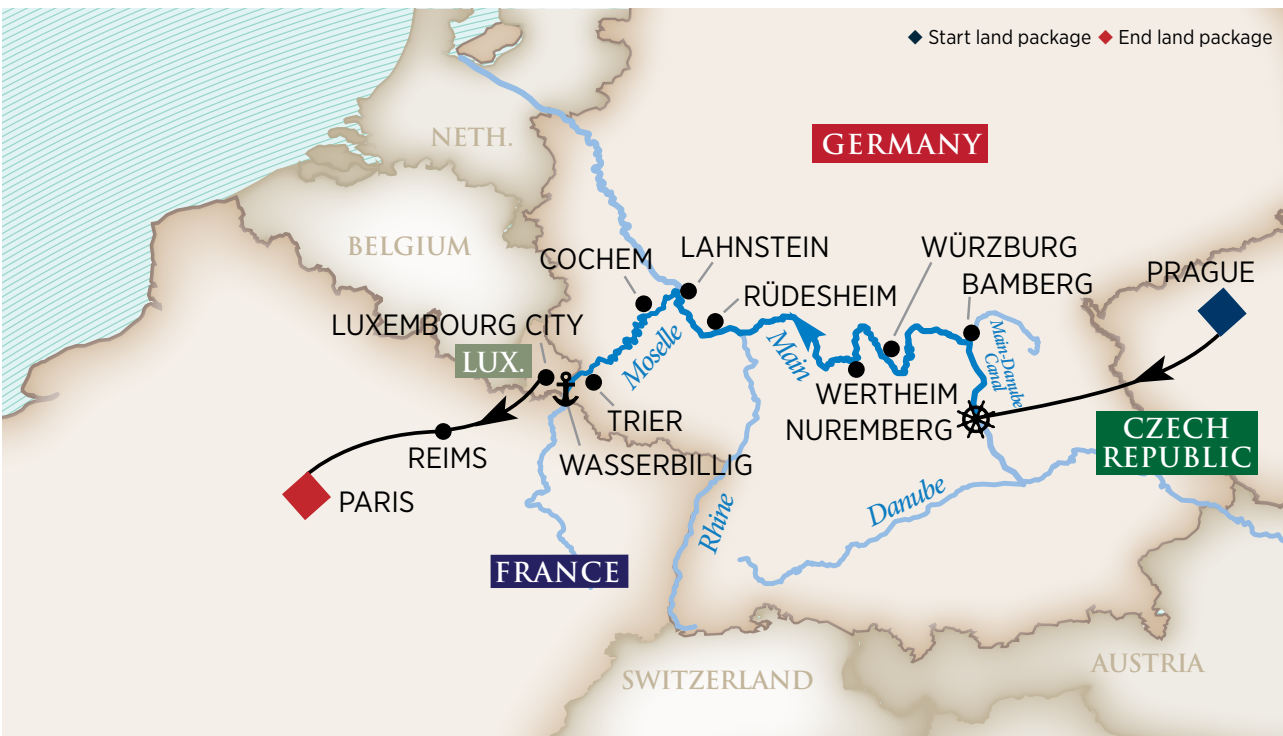 Start land package
End land package
NETH.
GERMANY
BELGIUM
COCHEM
LAHNSTEIN
WÜRZBURG
PRAGUE
BAMBERG
RÜDESHEIM
LUXEMBOURG CITY
LUX.
Moselle
Main
Main-Danube
Canal
WERTHEIM
TRIER
NUREMBERG
CZECH
REPUBLIC
REIMS
WASSERBILLIG
PARIS
Rhine
Danube
FRANCE
SWITZERLAND
AUSTRIA